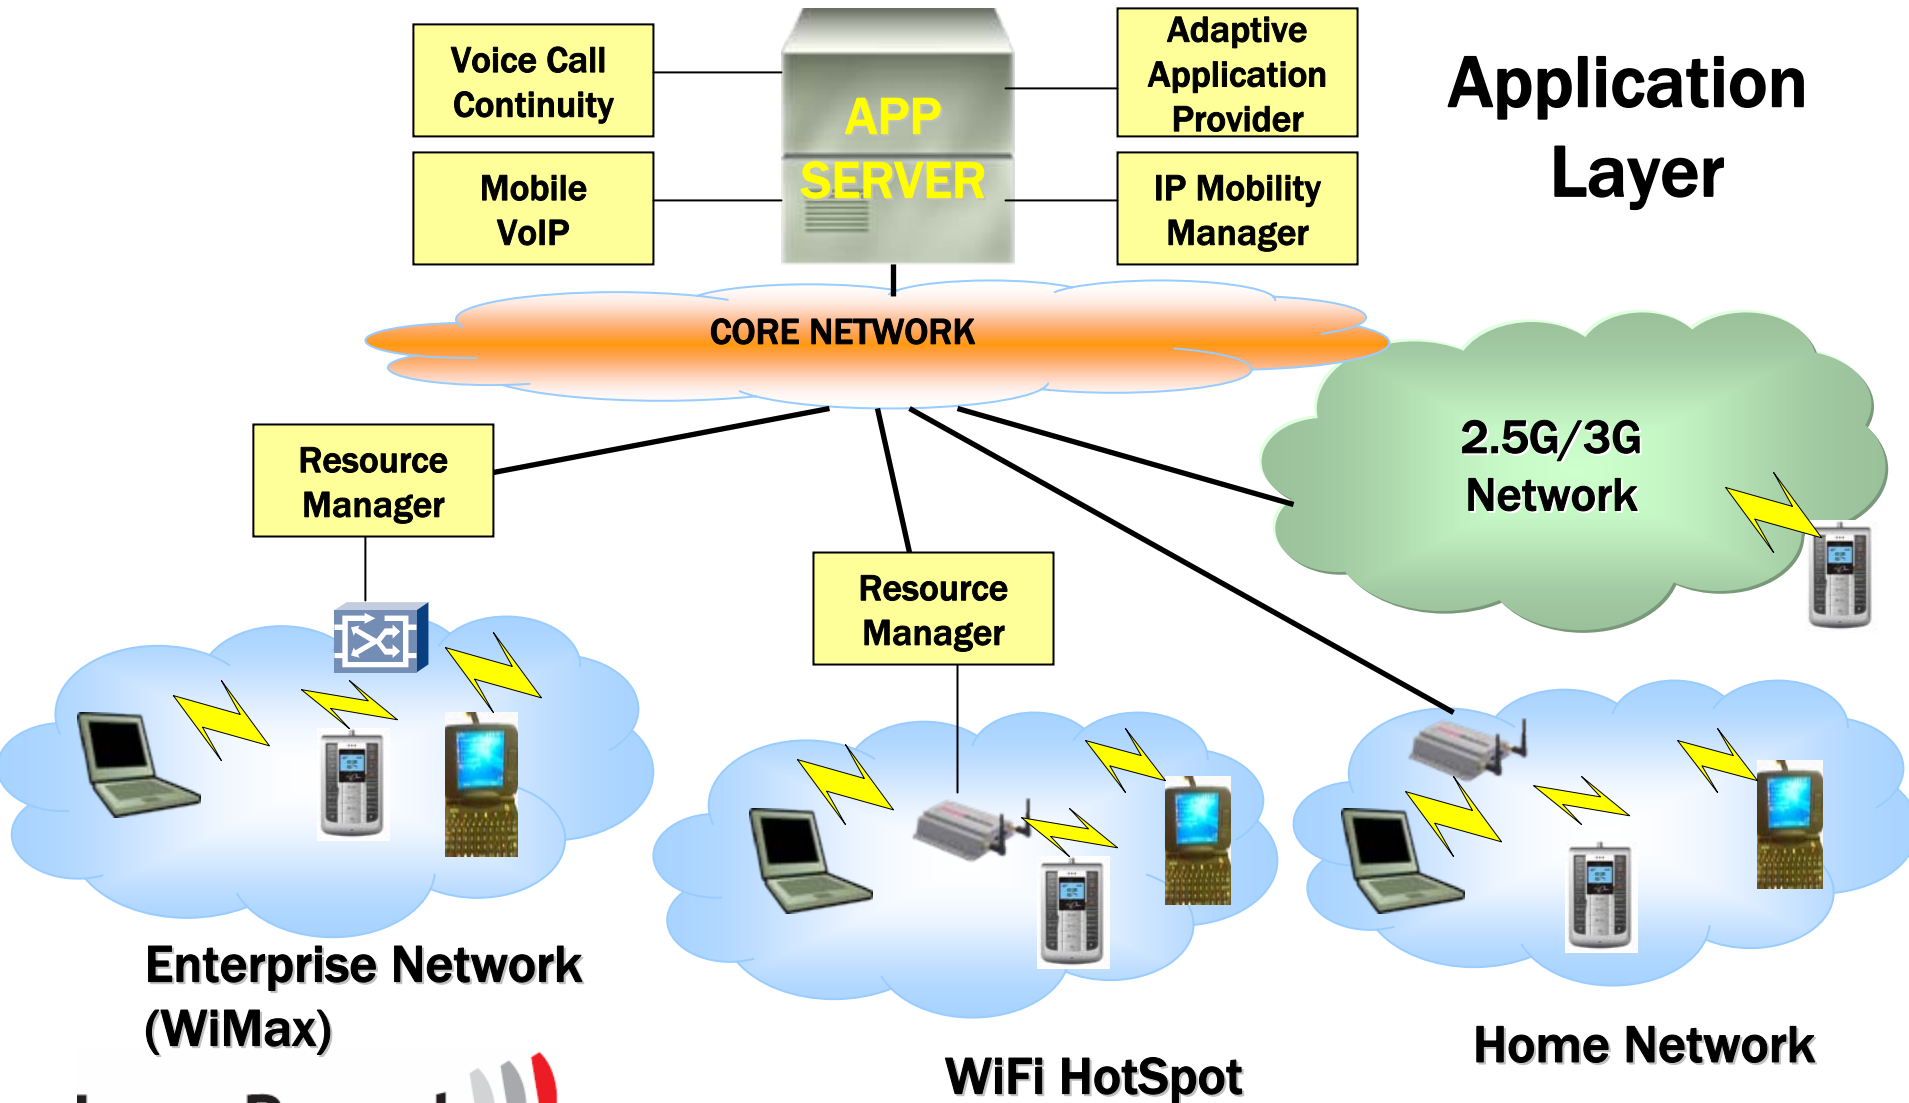 Voice Call
Continuity
Mobile
VoIP
APP
SERVER
Adaptive
Application
Provider
IP Mobility
Manager
Application
Layer
CORE NETWORK
2.5G/3G
Network
Resource
Manager
Resource
Manager
Enterprise Network
(WiMax)
WiFi HotSpot
Home Network